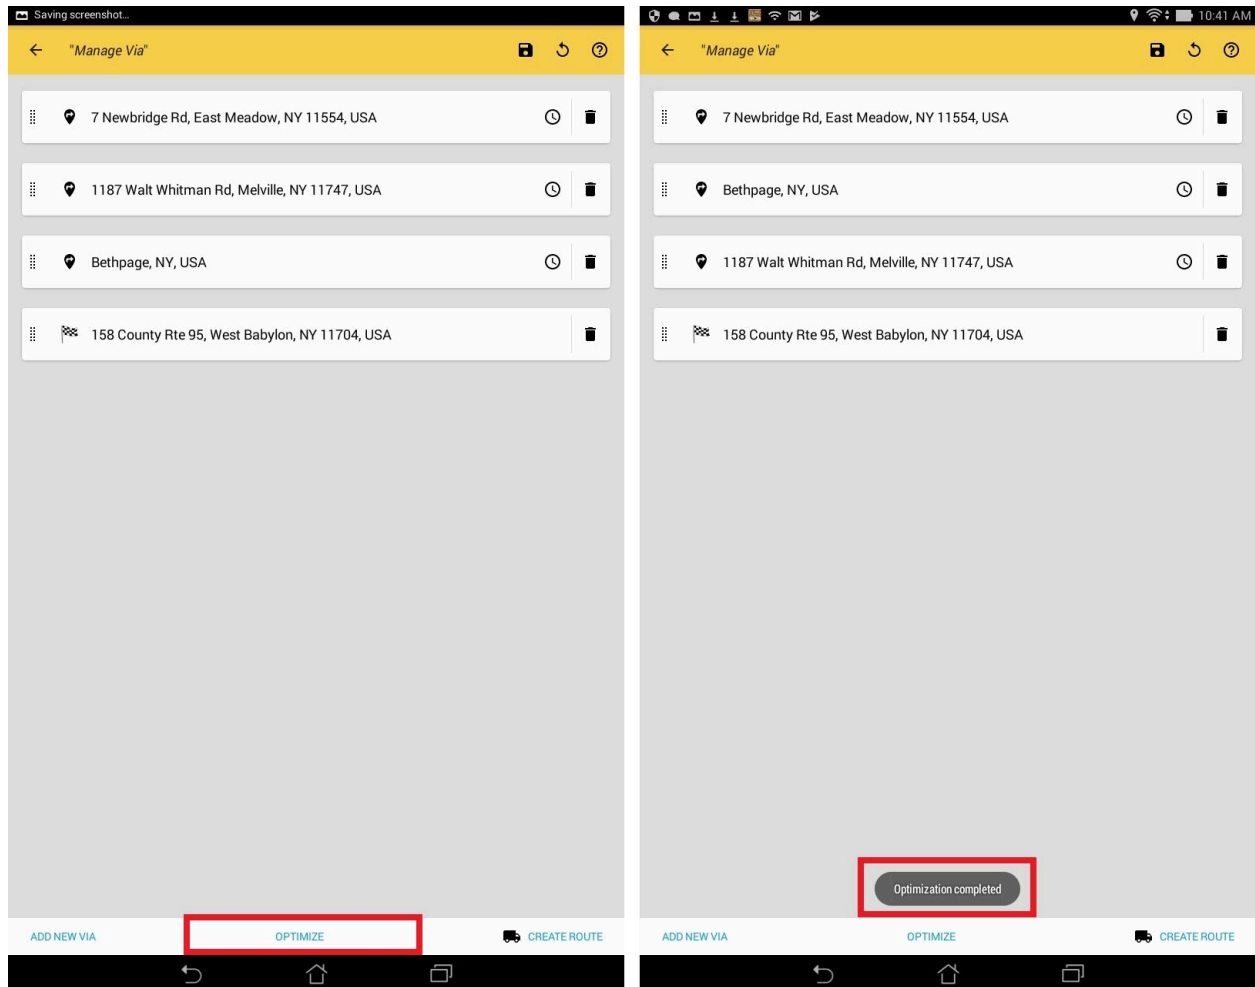 Saving screenshot...
"Manage Via"
7 Newbridge Rd, East Meadow, NY 11554, USA
1187 Walt Whitman Rd, Melville, NY 11747, USA
Bethpage, NY, USA
158 County Rte 95, West Babylon, NY 11704, USA
ADD NEW VIA
OPTIMIZE
CREATE ROUTE
10:41 AM
"Manage Via"
7 Newbridge Rd, East Meadow, NY 11554, USA
Bethpage, NY, USA
1187 Walt Whitman Rd, Melville, NY 11747, USA
158 County Rte 95, West Babylon, NY 11704, USA
Optimization completed
ADD NEW VIA
OPTIMIZE
CREATE ROUTE